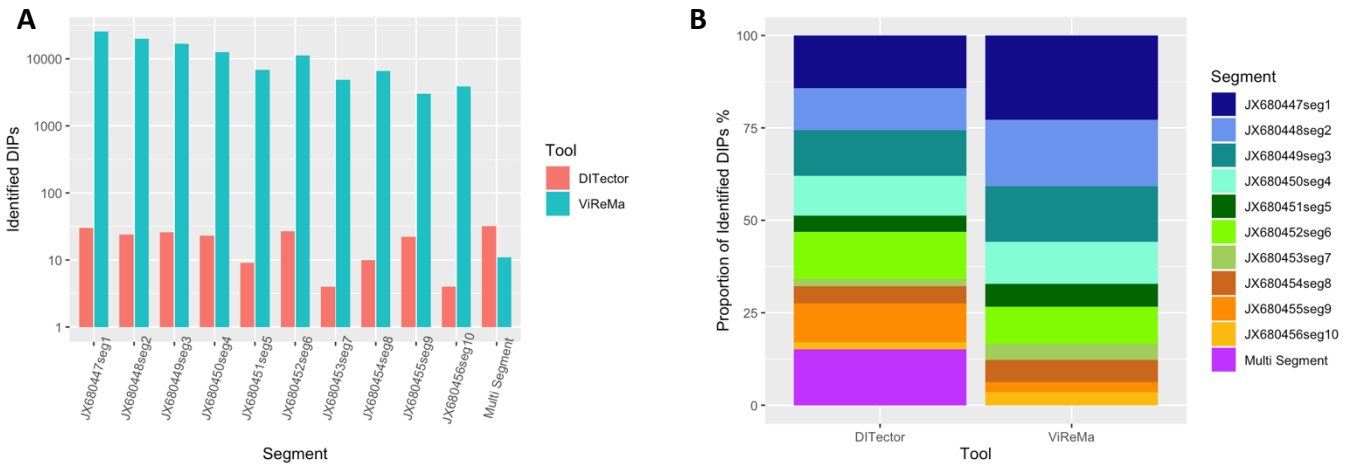 A
Identified DIPs
10000
1000
100
10
1
JX680447seg1
JX680448seg2
JX680449seg3
JX680450seg4
JX680451seg5
JX680452seg6
JX680453seg7
JX680454seg8
JX680455seg9
JX680456seg10
Multi Segment
Segment
Tool
DITector
ViReMa
B
Proportion of Identified DIPs %
100
75
50
25
0
DITector
ViReMa
Tool
Segment
JX680447seg1
JX680448seg2
JX680449seg3
JX680450seg4
JX680451seg5
JX680452seg6
JX680453seg7
JX680454seg8
JX680455seg9
JX680456seg10
Multi Segment